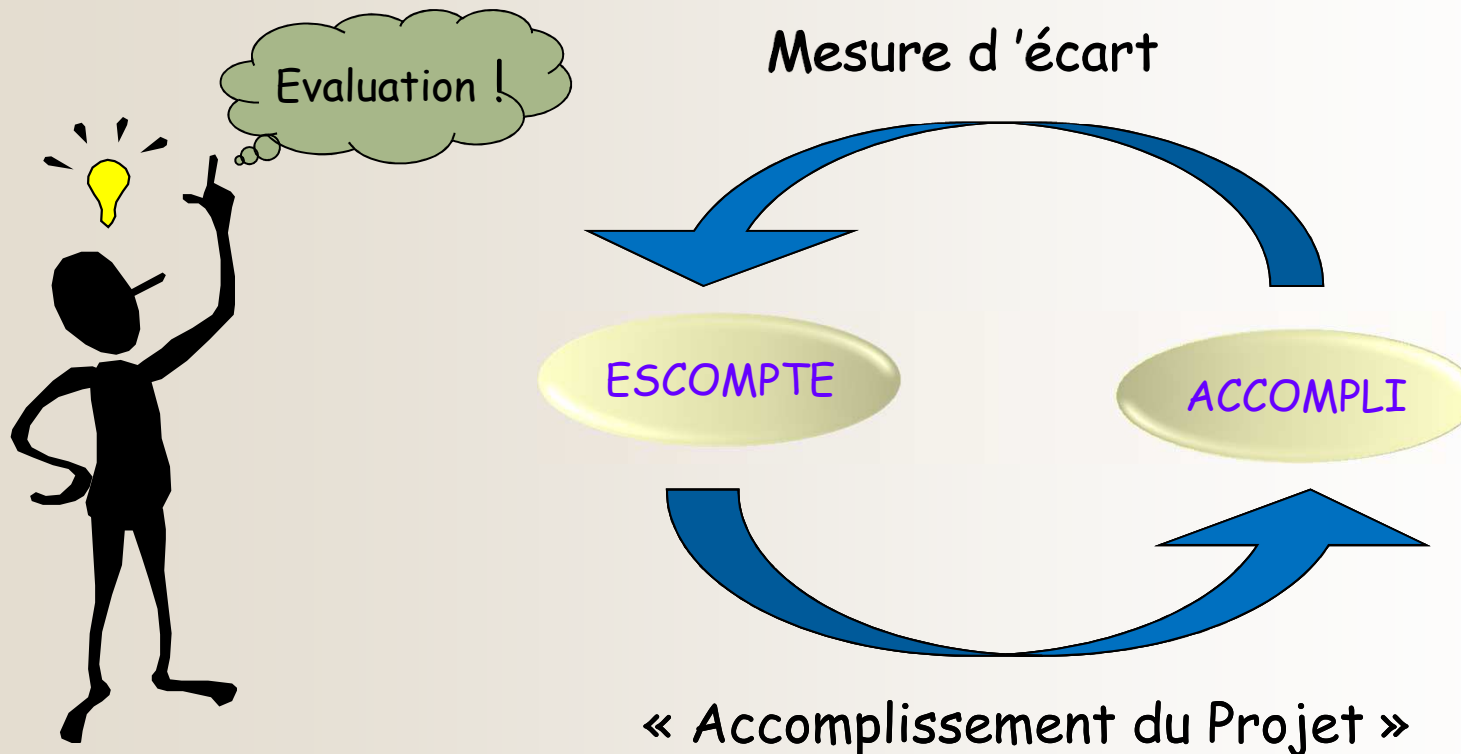 Evaluation !
Mesure d ’écart
ESCOMPTE
ACCOMPLI
« Accomplissement du Projet »